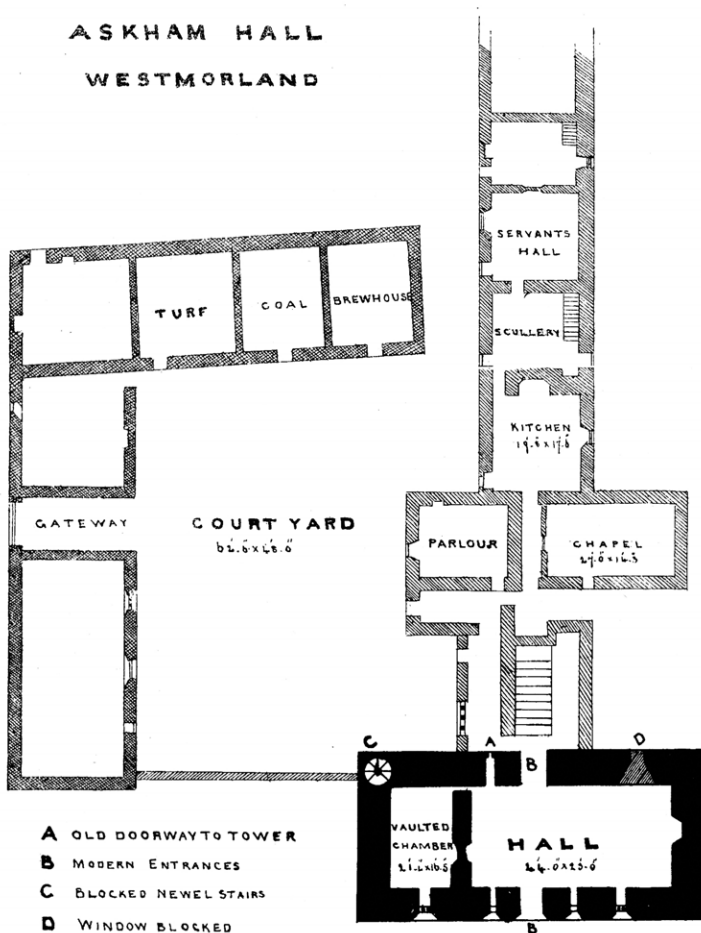 ASKHAM HALL
WESTMORLAND
SERVANTS
HALL
TURF
COAL
BREWHOUSE
SCULLERY
KITCHEN
GATEWAY
COURT YARD
PARLOUR
CHAPEL
C
A
B
D
VAULTED
CHAMBER
HALL
B
A OLD DOORWAY TO TOWER
B MODERN ENTRANCES
C BLOCKED NEWEL STAIRS
D WINDOW BLOCKED